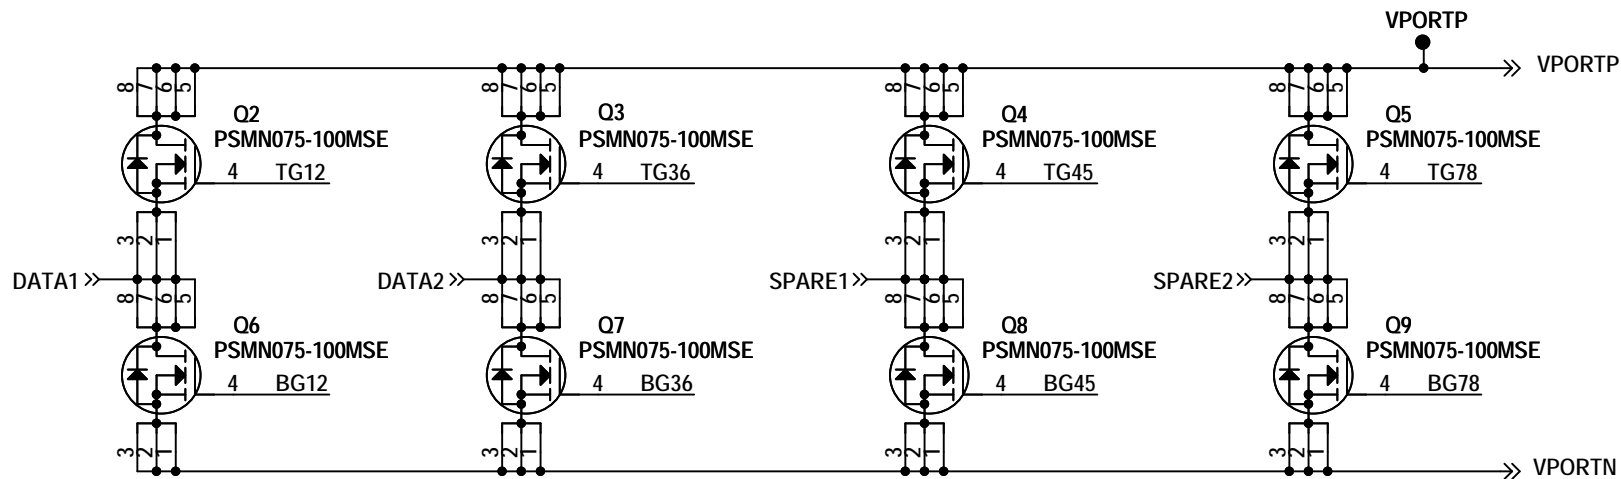 VPORTP
VPORTP
8 7 6 5
8 7 6 5
8 7 6 5
8 7 6 5
Q2
PSMN075-100MSE
4 TG12
Q3
PSMN075-100MSE
4 TG36
Q4
PSMN075-100MSE
4 TG45
Q5
PSMN075-100MSE
4 TG78
3 2 1
3 2 1
3 2 1
3 2 1
DATA1
DATA2
SPARE1
SPARE2
8 7 6 5
8 7 6 5
8 7 6 5
8 7 6 5
Q6
PSMN075-100MSE
4 BG12
Q7
PSMN075-100MSE
4 BG36
Q8
PSMN075-100MSE
4 BG45
Q9
PSMN075-100MSE
4 BG78
3 2 1
3 2 1
3 2 1
3 2 1
VPORTN